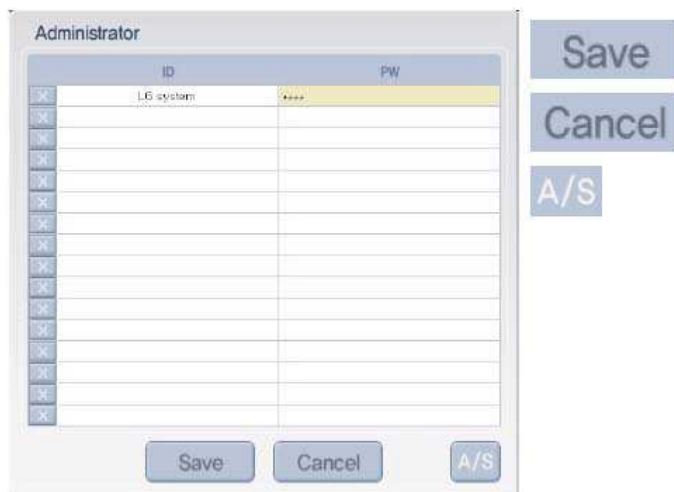 Administrator
ID PW
L6 system ****
Save Cancel A/S
Save
Cancel
A/S